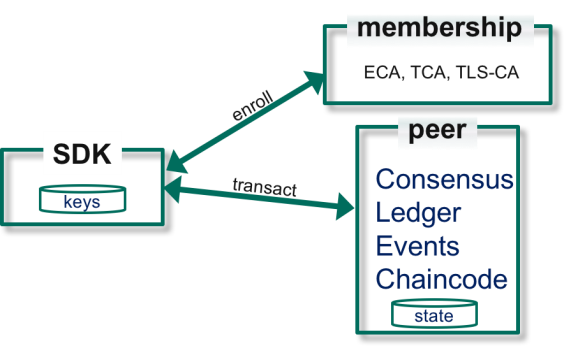 membership
ECA, TCA, TLS-CA
enroll
peer
SDK
keys
transact
Consensus
Ledger
Events
Chaincode
state